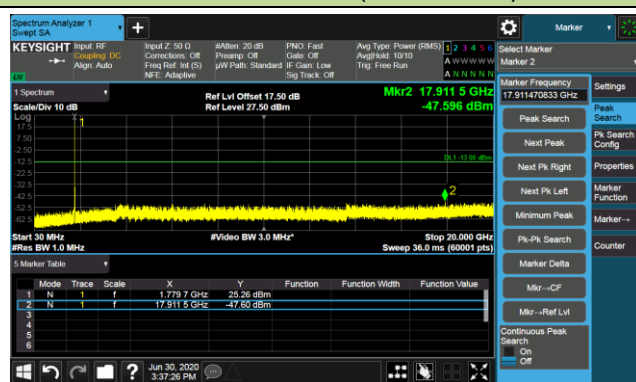 Spectrum Analyzer 1
Swept SA
Marker
KEYSIGHT Input: RF
Coupling: DC
Align: Auto
Input Z: 50 Ω
Corrections: Off
Freq Ref: Int (S)
NFE: Adaptive
#Atten: 20 dB
Preamp: Off
µW Path: Standard
PNO: Fast
Gate: Off
IF Gain: Low
Sig Track: Off
Avg Type: Power (RMS)
Avg|Hold: 10/10
Trig: Free Run
1 2 3 4 5 6
A W W W W W
A N N N N N
LW
Select Marker
Marker 2
1 Spectrum
Scale/Div 10 dB
Ref Lvl Offset 17.50 dB
Ref Level 27.50 dBm
Mkr2 17.911 5 GHz
-47.596 dBm
Log
17.5
7.50
-2.50
-12.5
-22.5
-32.5
-42.5
-52.5
-62.5
1
2
DL1 -13.00 dBm
Start 30 MHz
#Res BW 1.0 MHz
#Video BW 3.0 MHz*
Stop 20.000 GHz
Sweep 36.0 ms (60001 pts)
5 Marker Table
Mode Trace Scale X Y Function Function Width Function Value
1 N 1 f 1.779 7 GHz 25.26 dBm
2 N 1 f 17.911 5 GHz -47.60 dBm
3
4
5
6
Marker Frequency
17.911470833 GHz
Peak Search
Next Peak
Next Pk Right
Next Pk Left
Minimum Peak
Pk-Pk Search
Marker Delta
Mkr→CF
Mkr→Ref Lvl
Continuous Peak
Search
On
Off
Settings
Peak
Search
Pk Search
Config
Properties
Marker
Function
Marker→
Counter
Jun 30, 2020
3:37:26 PM